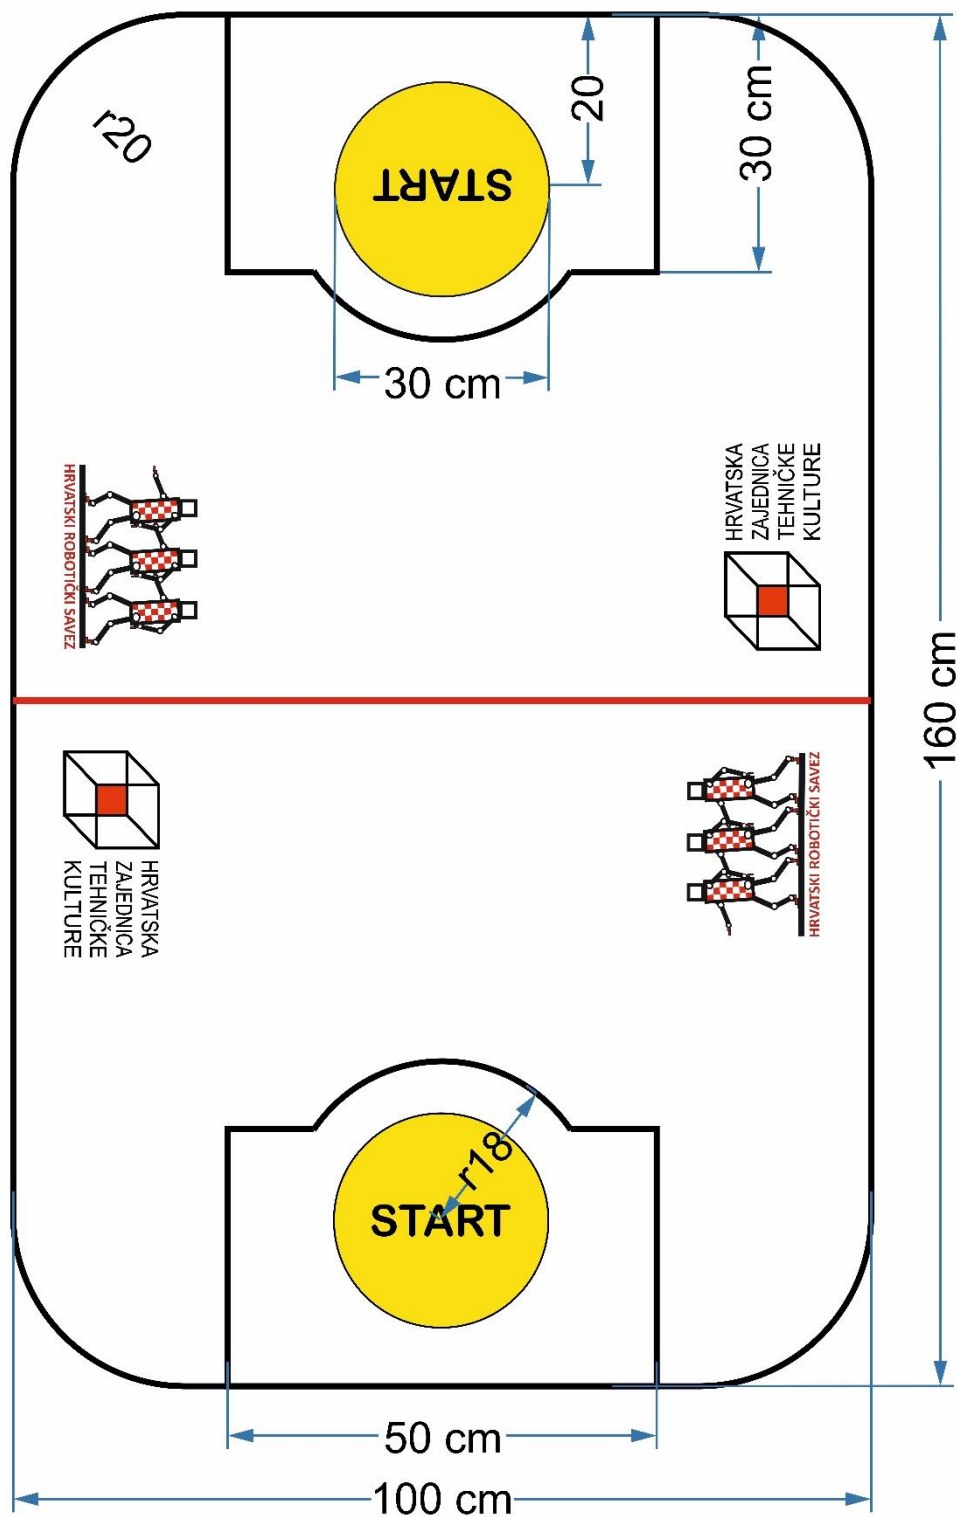 r20
START
20
30 cm
30 cm
HRVATSKI ROBOTIČKI SAVEZ
HRVATSKA
ZAJEDNICA
TEHNIČKE
KULTURE
160 cm
HRVATSKA
ZAJEDNICA
TEHNIČKE
KULTURE
HRVATSKI ROBOTIČKI SAVEZ
r18
START
50 cm
100 cm